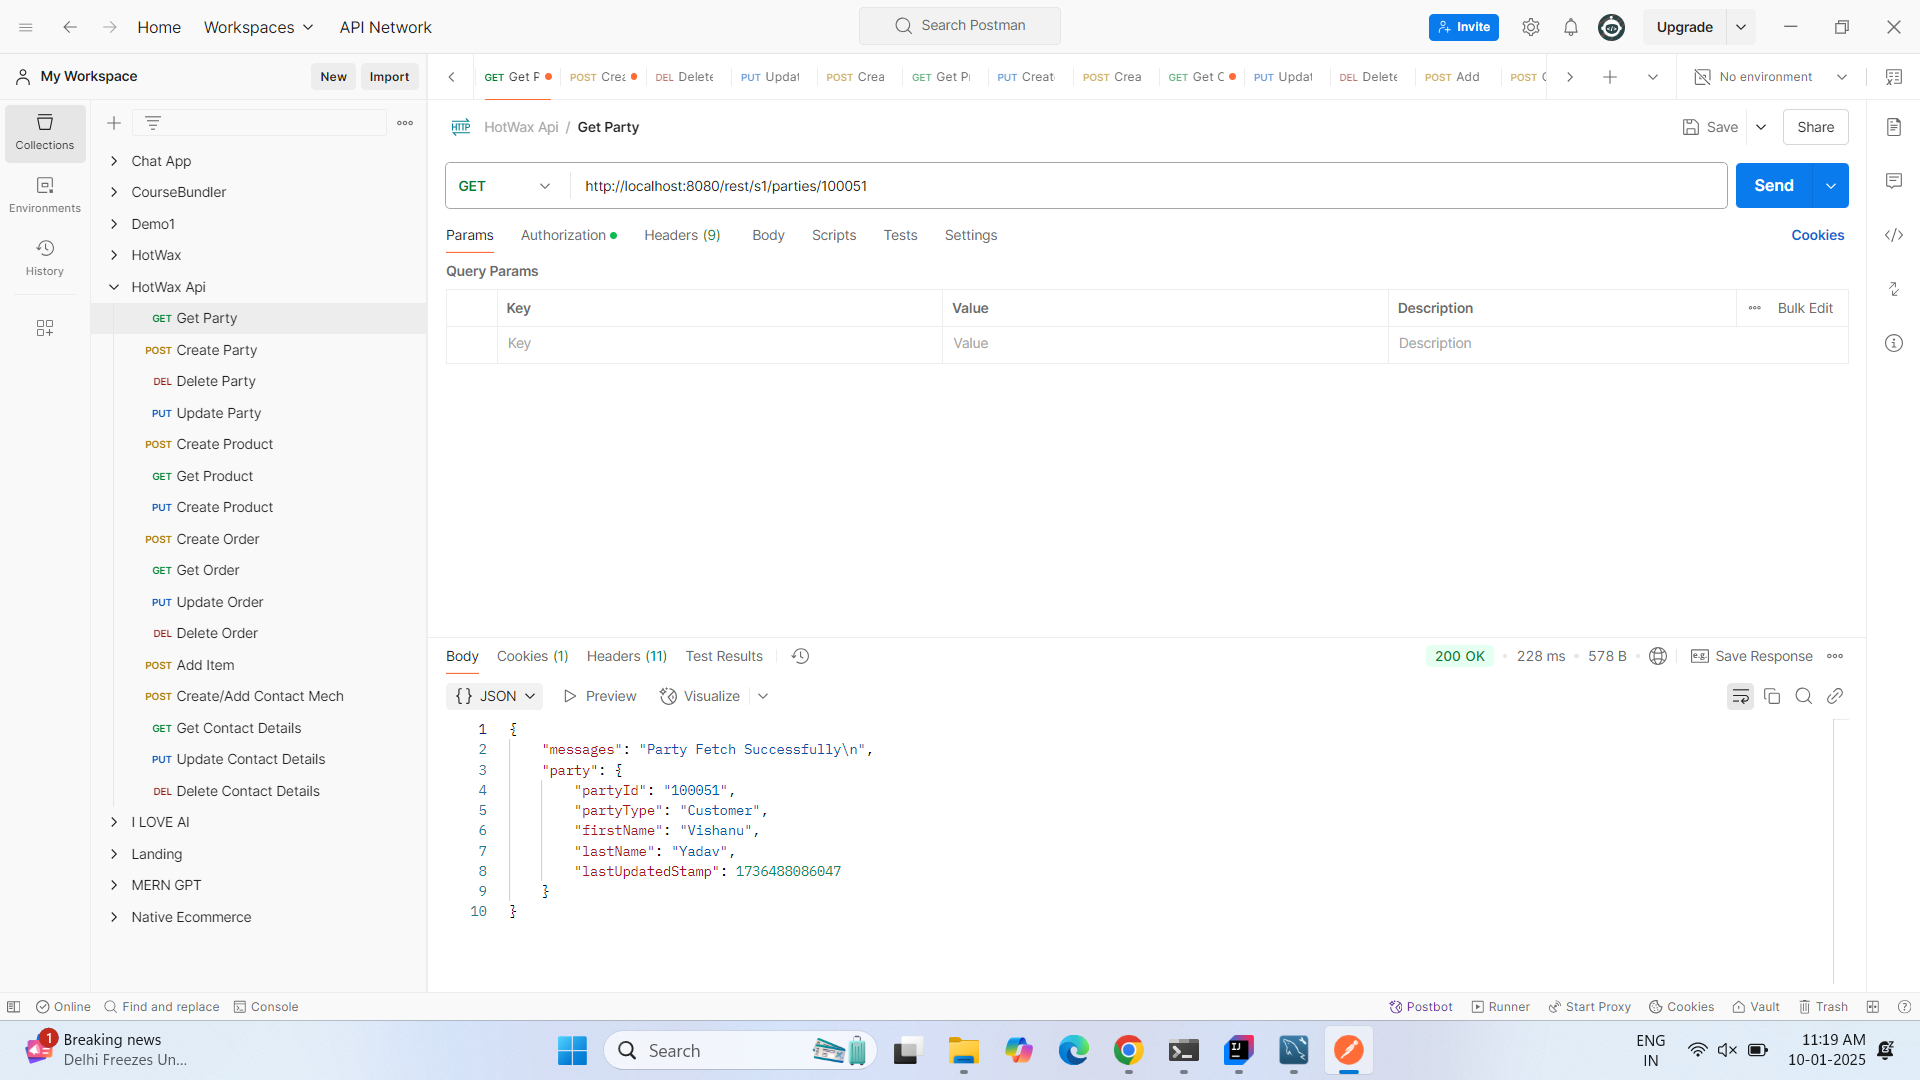 Home
Workspaces
API Network
Search Postman
Invite
Upgrade
My Workspace
New
Import
GET Get P
POST Crea
DEL Delete
PUT Updat
POST Crea
GET Get Pr
PUT Creat
POST Crea
GET Get O
PUT Updat
DEL Delete
POST Add
POST C
No environment
Collections
Environments
History
Chat App
CourseBundler
Demo1
HotWax
HotWax Api
GET Get Party
POST Create Party
DEL Delete Party
PUT Update Party
POST Create Product
GET Get Product
PUT Create Product
POST Create Order
GET Get Order
PUT Update Order
DEL Delete Order
POST Add Item
POST Create/Add Contact Mech
GET Get Contact Details
PUT Update Contact Details
DEL Delete Contact Details
I LOVE AI
Landing
MERN GPT
Native Ecommerce
HTTP HotWax Api / Get Party
Save
Share
GET
http://localhost:8080/rest/s1/parties/100051
Send
Params
Authorization
Headers (9)
Body
Scripts
Tests
Settings
Cookies
Query Params
Key
Value
Description
Bulk Edit
Key
Value
Description
Body
Cookies (1)
Headers (11)
Test Results
200 OK
228 ms
578 B
e.g. Save Response
{} JSON
Preview
Visualize
1 {
2 "messages": "Party Fetch Successfully\n",
3 "party": {
4 "partyId": "100051",
5 "partyType": "Customer",
6 "firstName": "Vishanu",
7 "lastName": "Yadav",
8 "lastUpdatedStamp": 1736488086047
9 }
10 }
Online
Find and replace
Console
Postbot
Runner
Start Proxy
Cookies
Vault
Trash
1
Breaking news
Delhi Freezes Un...
Search
IJ
ENG
IN
11:19 AM
10-01-2025